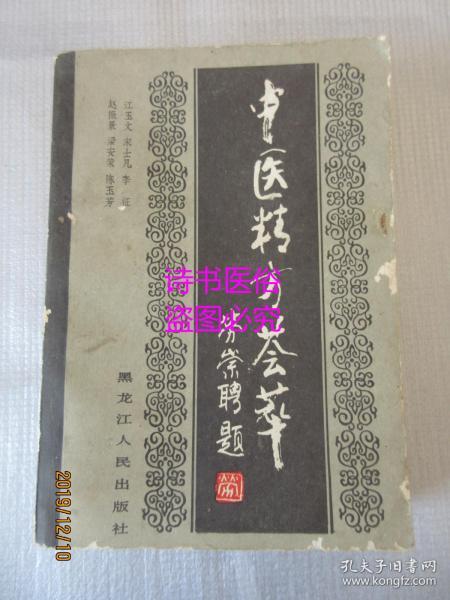 中医精方荟萃
崇聘题
江玉文 宋士凡 李征
赵振景 梁安荣 陈玉芳
黑龙江人民出版社
诗书医俗
盗图必究
2019/12/10
孔夫子旧书网
www.kongfz.com